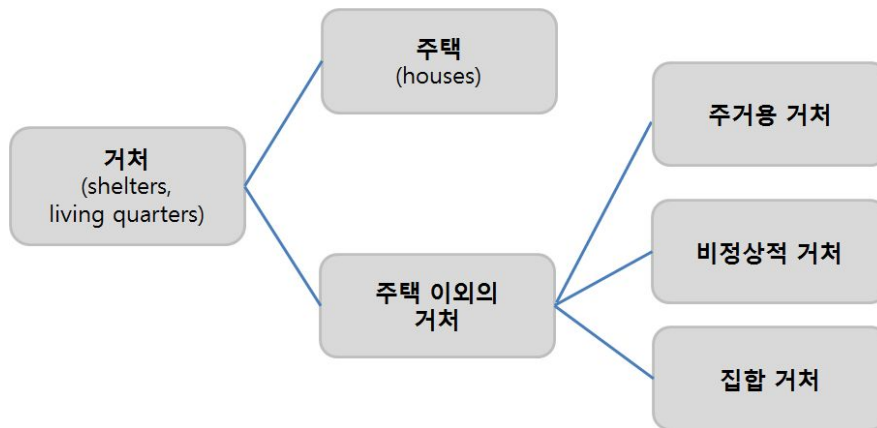 주택
(houses)
주거용 거처
거처
(shelters,
living quarters)
비정상적 거처
주택 이외의
거처
집합 거처